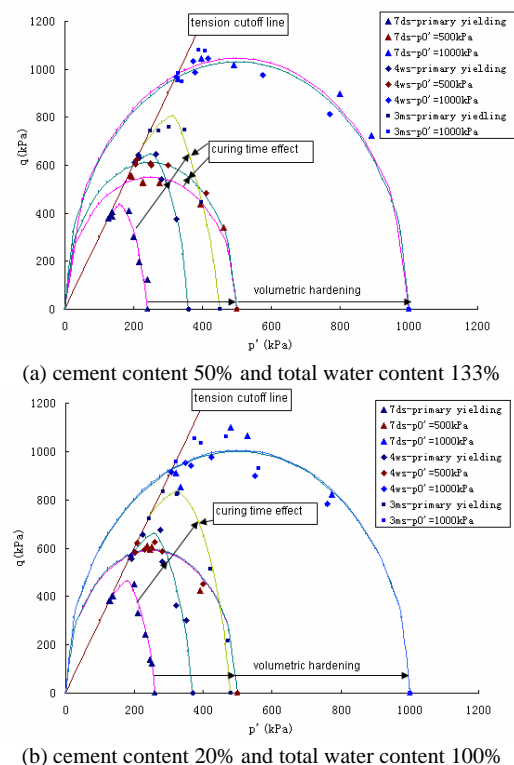 tension cutoff line
1200
1000
800
600
400
200
0
q(kPa)
7ds-primary yielding
7ds-p0'=500kPa
7ds-p0'=1000kPa
4ws-primary yielding
4ws-p0'=500kPa
4ws-p0'=1000kPa
3ms-primary yiedling
3ms-p0'=1000kPa
curing time effect
volumetric hardening
0 200 400 600 800 1000
p'(kPa)
(a) cement content 50% and total water content 133%
tension cutoff line
1200
1000
800
600
400
200
0
q(kPa)
7ds-primary yielding
7ds-p0'=500kPa
7ds-p0'=1000kPa
4ws-primary yielding
4ws-p0'=500kPa
4ws-p0'=1000kPa
3ms-primary yielding
3ms-p0'=1000kPa
curing time effect
volumetric hardening
0 200 400 600 800 1000
p'(kPa)
(b) cement content 20% and total water content 100%